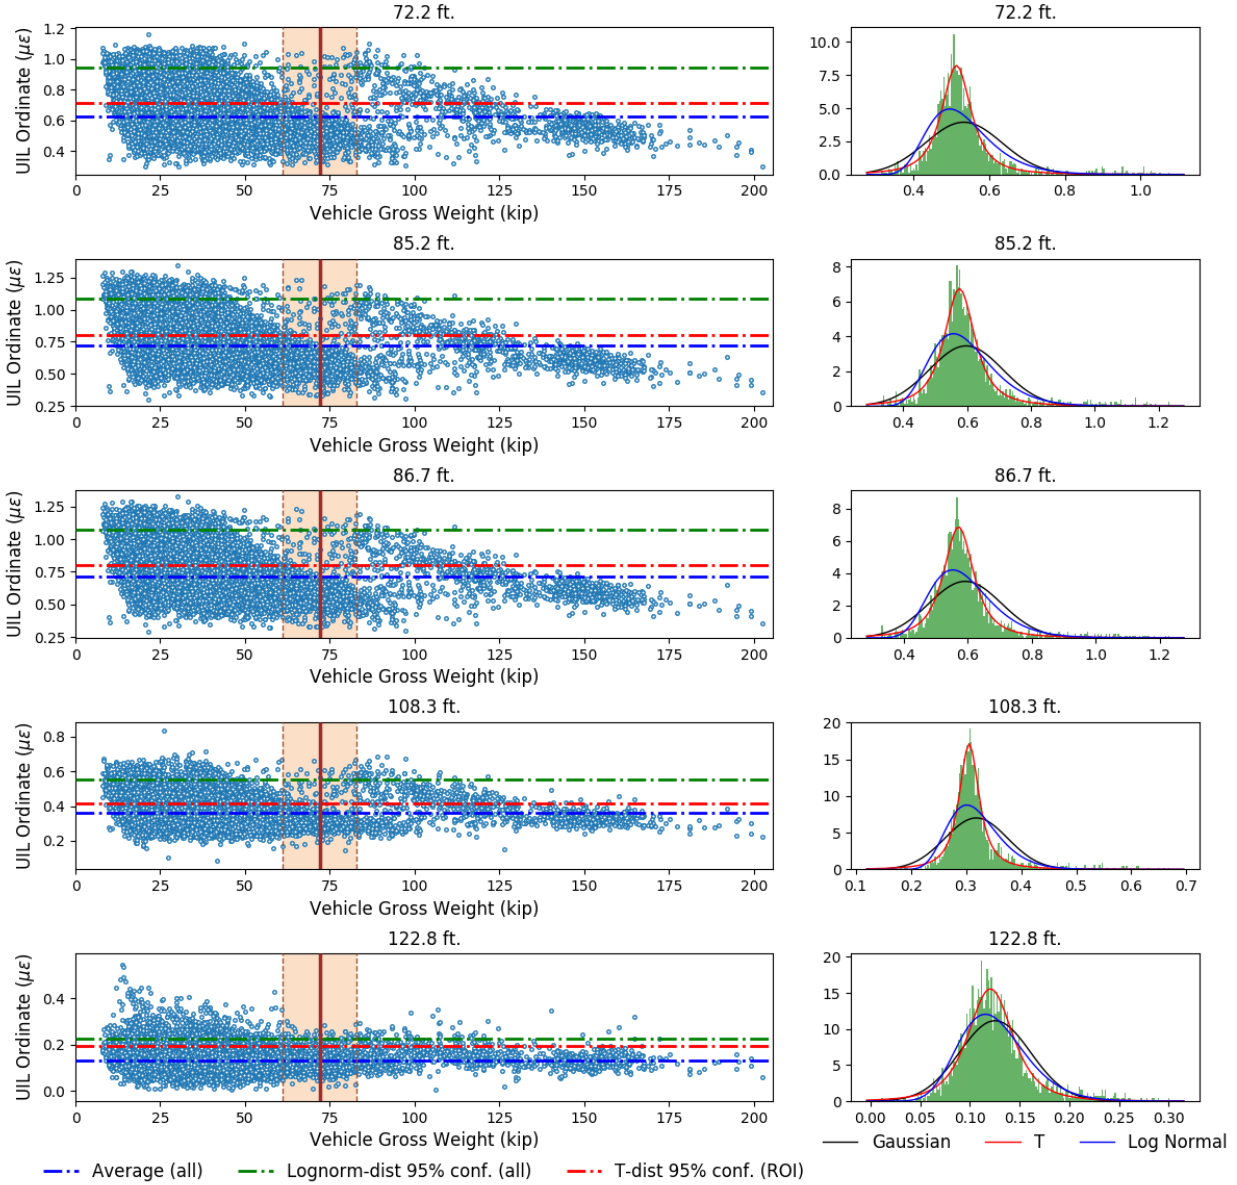 72.2 ft.
UIL Ordinate (με)
1.2
1.0
0.8
0.6
0.4
0 25 50 75 100 125 150 175 200
Vehicle Gross Weight (kip)
72.2 ft.
10.0
7.5
5.0
2.5
0.0
0.4 0.6 0.8 1.0
85.2 ft.
UIL Ordinate (με)
1.25
1.00
0.75
0.50
0.25
0 25 50 75 100 125 150 175 200
Vehicle Gross Weight (kip)
85.2 ft.
8
6
4
2
0
0.4 0.6 0.8 1.0 1.2
86.7 ft.
UIL Ordinate (με)
1.25
1.00
0.75
0.50
0.25
0 25 50 75 100 125 150 175 200
Vehicle Gross Weight (kip)
86.7 ft.
8
6
4
2
0
0.4 0.6 0.8 1.0 1.2
108.3 ft.
UIL Ordinate (με)
0.8
0.6
0.4
0.2
0 25 50 75 100 125 150 175 200
Vehicle Gross Weight (kip)
108.3 ft.
20
15
10
5
0
0.1 0.2 0.3 0.4 0.5 0.6 0.7
122.8 ft.
UIL Ordinate (με)
0.4
0.2
0.0
0 25 50 75 100 125 150 175 200
Vehicle Gross Weight (kip)
122.8 ft.
20
15
10
5
0
0.00 0.05 0.10 0.15 0.20 0.25 0.30
Gaussian T Log Normal
Average (all) Lognorm-dist 95% conf. (all) T-dist 95% conf. (ROI)